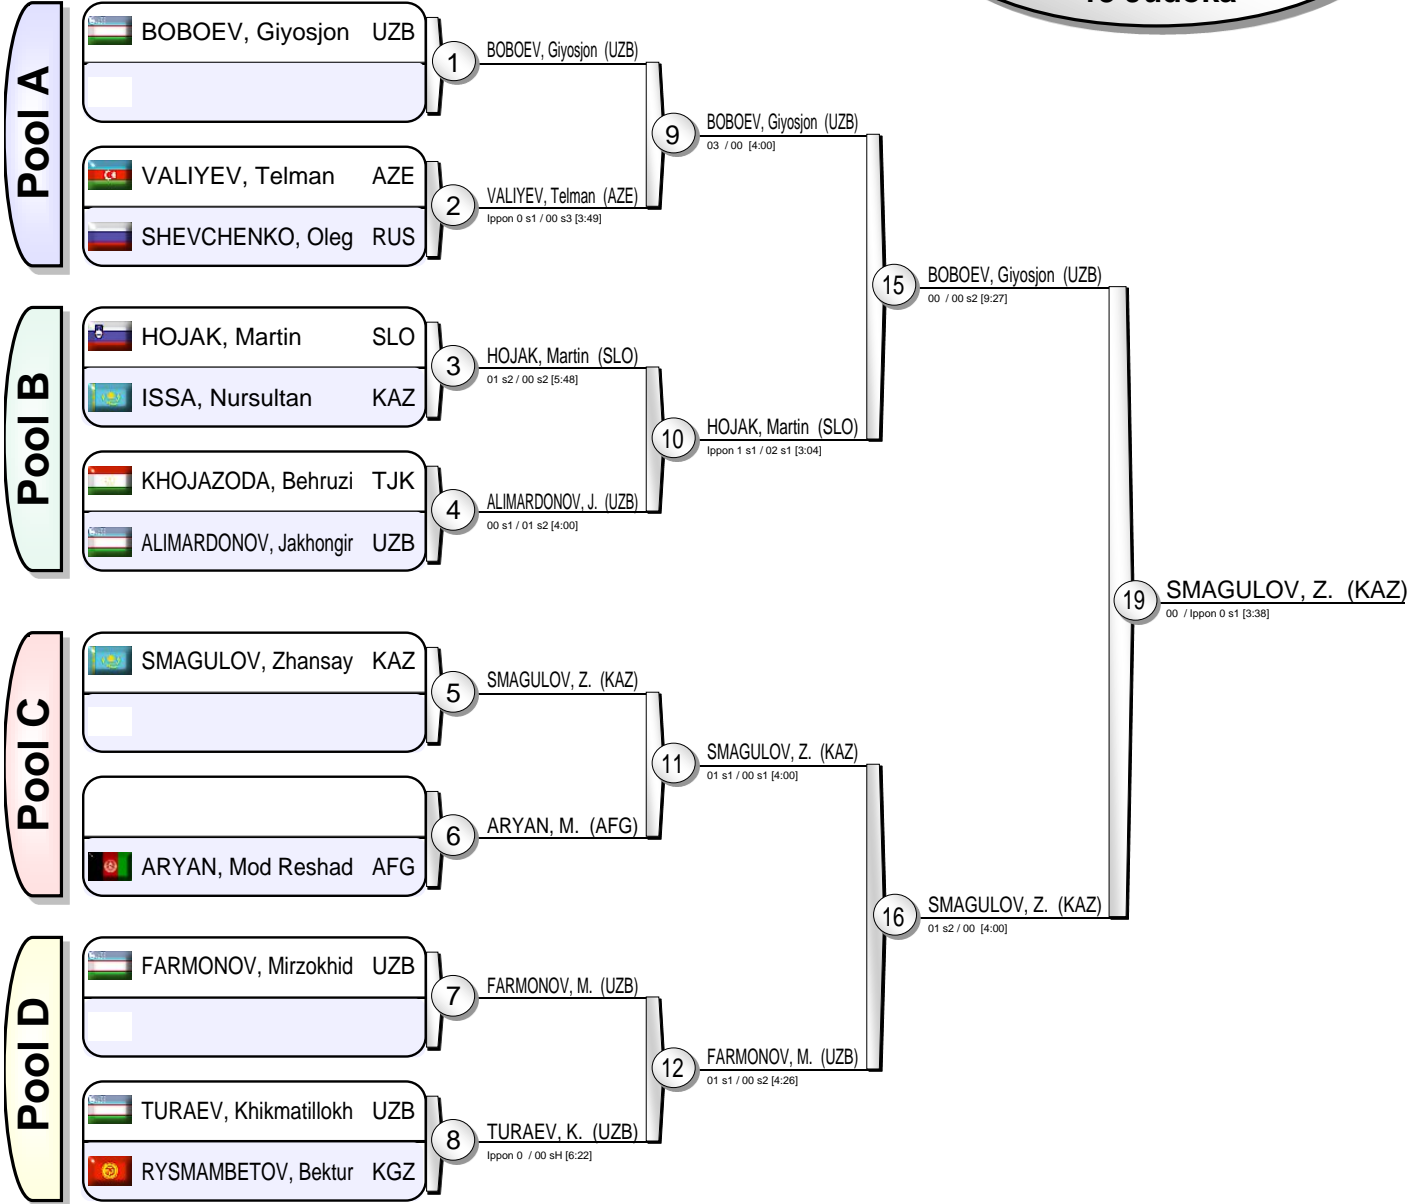 Pool A
BOBOEV, Giyosjon UZB
VALIYEV, Telman AZE
SHEVCHENKO, Oleg RUS
Pool B
HOJAK, Martin SLO
ISSA, Nursultan KAZ
KHOJAZODA, Behruzi TJK
ALIMARDONOV, Jakhongir UZB
Pool C
SMAGULOV, Zhansay KAZ
ARYAN, Mod Reshad AFG
Pool D
FARMONOV, Mirzokhid UZB
TURAEV, Khikmatillokh UZB
RYSMAMBETOV, Bektur KGZ
1
BOBOEV, Giyosjon (UZB)
2
VALIYEV, Telman (AZE)
Ippon 0 s1 / 00 s3 [3:49]
3
HOJAK, Martin (SLO)
01 s2 / 00 s2 [5:48]
4
ALIMARDONOV, J. (UZB)
00 s1 / 01 s2 [4:00]
5
SMAGULOV, Z. (KAZ)
6
ARYAN, M. (AFG)
7
FARMONOV, M. (UZB)
8
TURAEV, K. (UZB)
Ippon 0 / 00 sH [6:22]
9
BOBOEV, Giyosjon (UZB)
03 / 00 [4:00]
10
HOJAK, Martin (SLO)
Ippon 1 s1 / 02 s1 [3:04]
11
SMAGULOV, Z. (KAZ)
01 s1 / 00 s1 [4:00]
12
FARMONOV, M. (UZB)
01 s1 / 00 s2 [4:26]
15
BOBOEV, Giyosjon (UZB)
00 / 00 s2 [9:27]
16
SMAGULOV, Z. (KAZ)
01 s2 / 00 [4:00]
19
SMAGULOV, Z. (KAZ)
00 / Ippon 0 s1 [3:38]